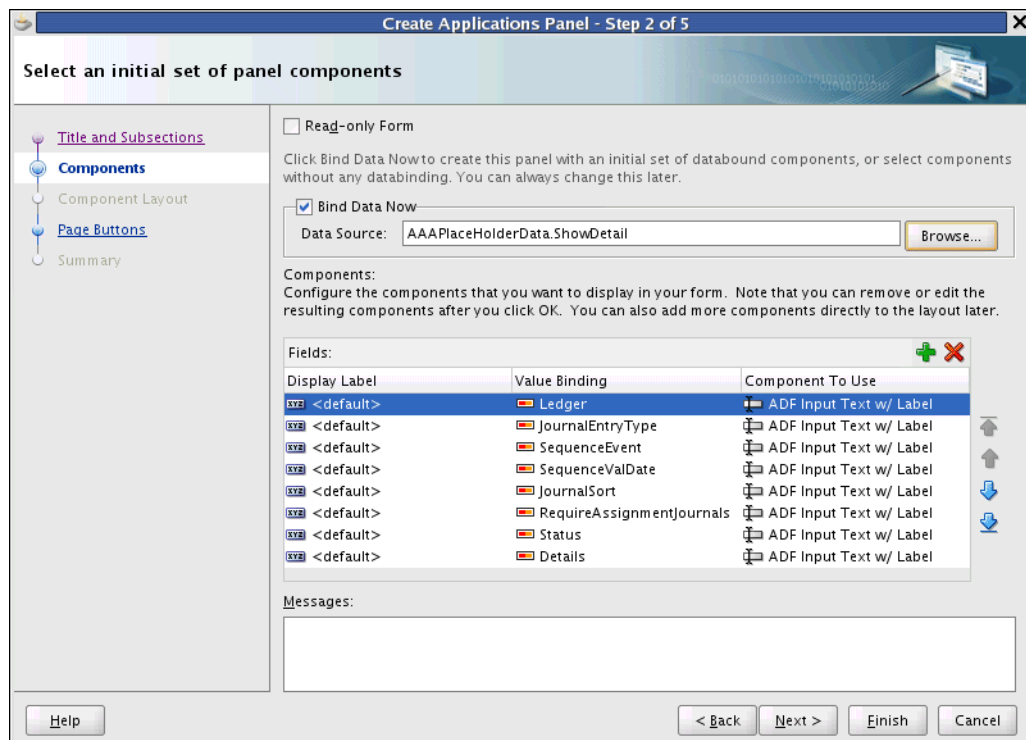 Create Applications Panel - Step 2 of 5
Select an initial set of panel components
Title and Subsections
Components
Component Layout
Page Buttons
Summary
Read-only Form
Click Bind Data Now to create this panel with an initial set of databound components, or select components
without any databinding. You can always change this later.
Bind Data Now
Data Source: AAAPlaceHolderData.ShowDetail Browse...
Components:
Configure the components that you want to display in your form. Note that you can remove or edit the
resulting components after you click OK. You can also add more components directly to the layout later.
Fields:
Display Label Value Binding Component To Use
XYZ <default> Ledger ADF Input Text w/ Label
XYZ <default> JournalEntryType ADF Input Text w/ Label
XYZ <default> SequenceEvent ADF Input Text w/ Label
XYZ <default> SequenceValDate ADF Input Text w/ Label
XYZ <default> JournalSort ADF Input Text w/ Label
XYZ <default> RequireAssignmentJournals ADF Input Text w/ Label
XYZ <default> Status ADF Input Text w/ Label
XYZ <default> Details ADF Input Text w/ Label
Messages:
Help < Back Next > Finish Cancel